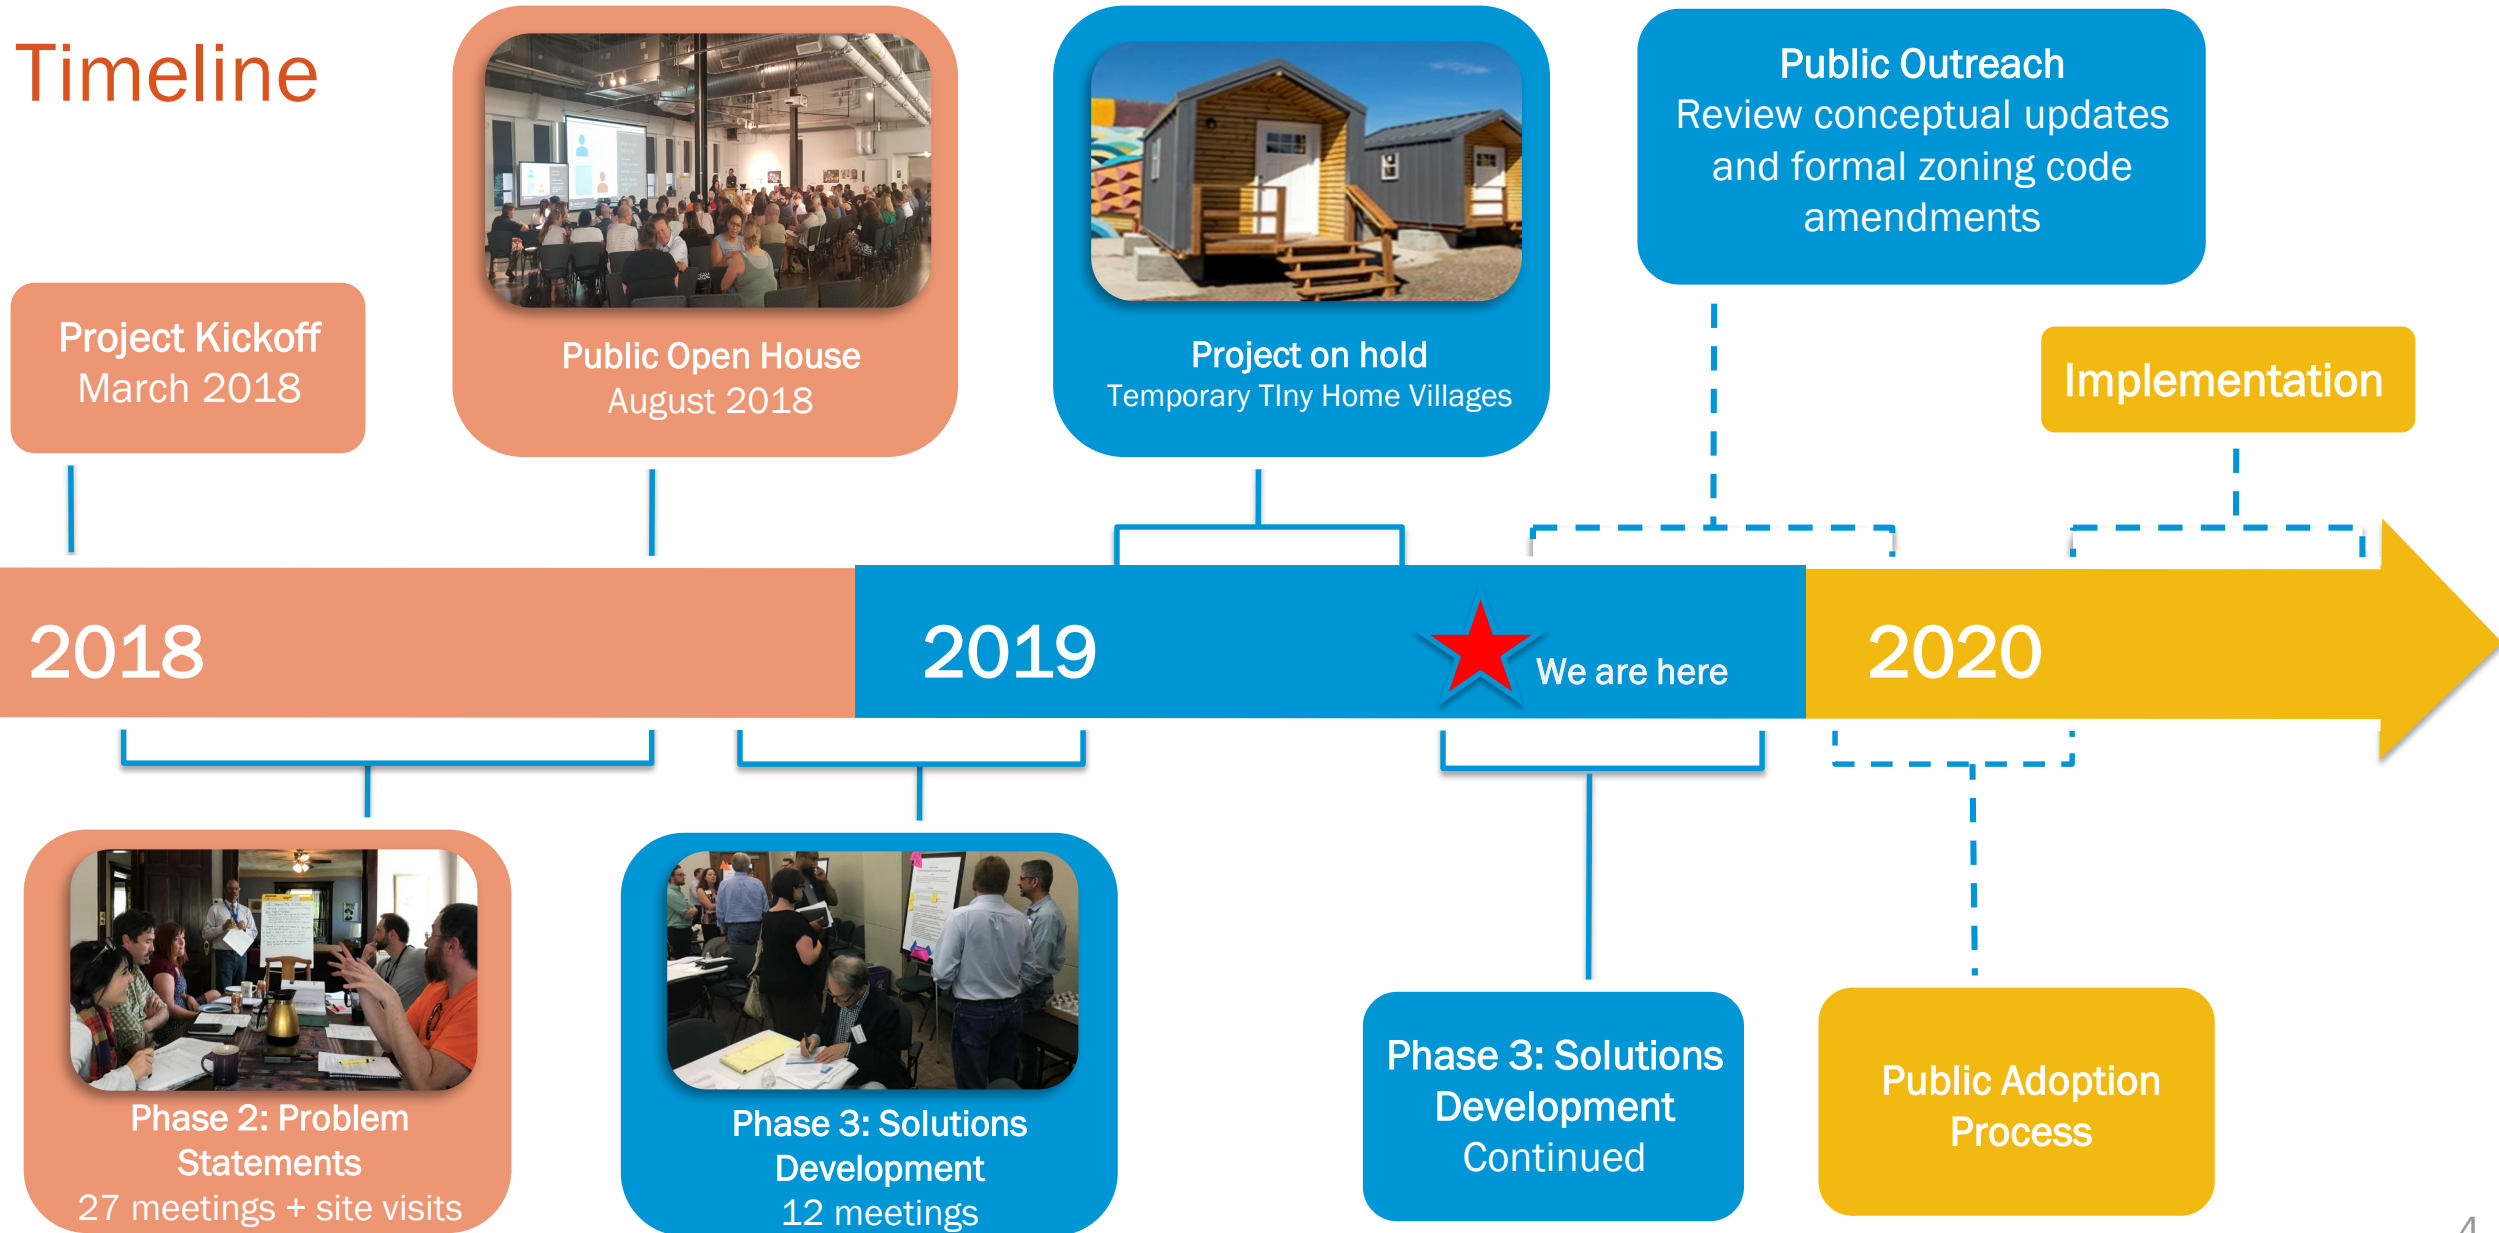 Timeline
Project Kickoff
March 2018
Public Open House
August 2018
Project on hold
Temporary TIny Home Villages
Public Outreach
Review conceptual updates
and formal zoning code
amendments
Implementation
2018
2019
We are here
2020
Phase 2: Problem
Statements
27 meetings + site visits
Phase 3: Solutions
Development
12 meetings
Phase 3: Solutions
Development
Continued
Public Adoption
Process
4